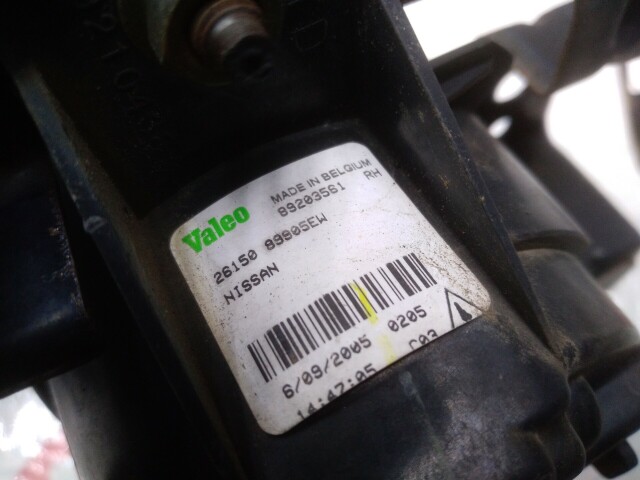 Valeo
MADE IN BELGIUM
89203561 RH
26150 89905EW
NISSAN
6/09/2005 0205
14:47:05 C03